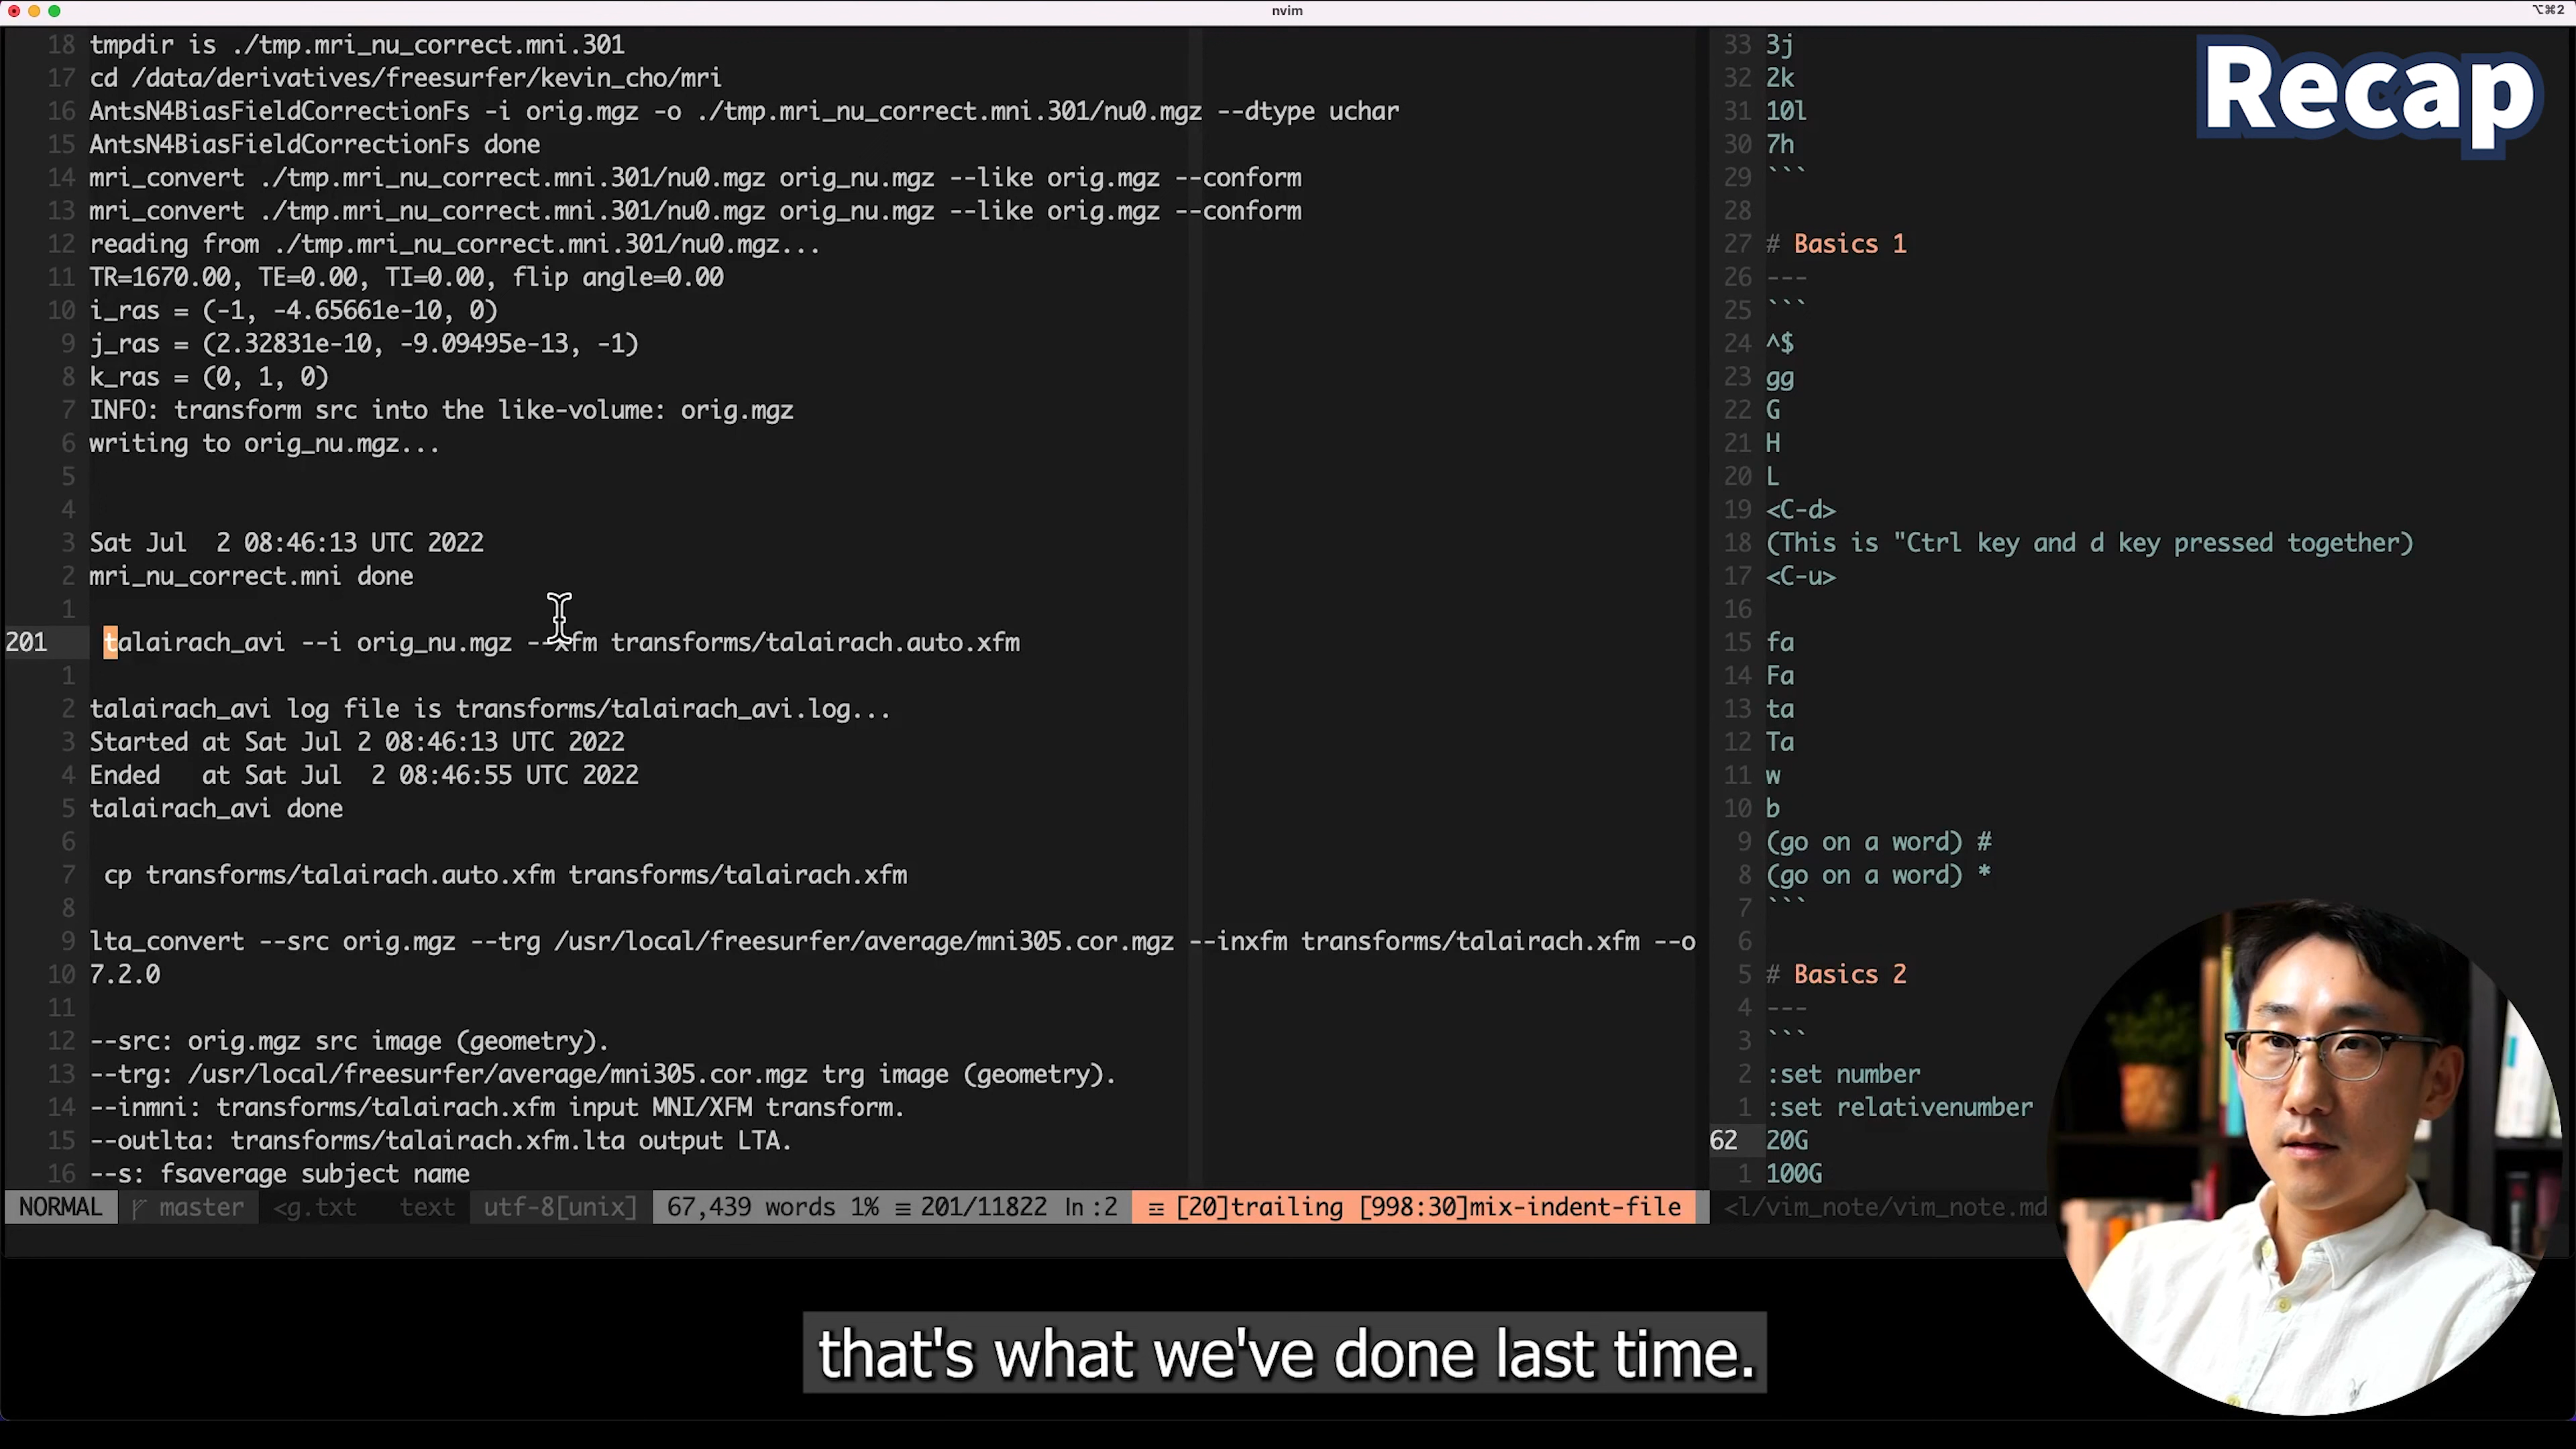 nvim
⌥⌘2
18 tmpdir is ./tmp.mri_nu_correct.mni.301
17 cd /data/derivatives/freesurfer/kevin_cho/mri
16 AntsN4BiasFieldCorrectionFs -i orig.mgz -o ./tmp.mri_nu_correct.mni.301/nu0.mgz --dtype uchar
15 AntsN4BiasFieldCorrectionFs done
14 mri_convert ./tmp.mri_nu_correct.mni.301/nu0.mgz orig_nu.mgz --like orig.mgz --conform
13 mri_convert ./tmp.mri_nu_correct.mni.301/nu0.mgz orig_nu.mgz --like orig.mgz --conform
12 reading from ./tmp.mri_nu_correct.mni.301/nu0.mgz...
11 TR=1670.00, TE=0.00, TI=0.00, flip angle=0.00
10 i_ras = (-1, -4.65661e-10, 0)
9 j_ras = (2.32831e-10, -9.09495e-13, -1)
8 k_ras = (0, 1, 0)
7 INFO: transform src into the like-volume: orig.mgz
6 writing to orig_nu.mgz...
5
4
3 Sat Jul  2 08:46:13 UTC 2022
2 mri_nu_correct.mni done
1
201 talairach_avi --i orig_nu.mgz --xfm transforms/talairach.auto.xfm
1
2 talairach_avi log file is transforms/talairach_avi.log...
3 Started at Sat Jul 2 08:46:13 UTC 2022
4 Ended   at Sat Jul  2 08:46:55 UTC 2022
5 talairach_avi done
6
7 cp transforms/talairach.auto.xfm transforms/talairach.xfm
8
9 lta_convert --src orig.mgz --trg /usr/local/freesurfer/average/mni305.cor.mgz --inxfm transforms/talairach.xfm --o
10 7.2.0
11
12 --src: orig.mgz src image (geometry).
13 --trg: /usr/local/freesurfer/average/mni305.cor.mgz trg image (geometry).
14 --inmni: transforms/talairach.xfm input MNI/XFM transform.
15 --outlta: transforms/talairach.xfm.lta output LTA.
16 --s: fsaverage subject name
NORMAL master <g.txt text utf-8[unix] 67,439 words 1% ≡ 201/11822 ln:2 ≡ [20]trailing [998:30]mix-indent-file
Recap
33 3j
32 2k
31 10l
30 7h
29 ```
28
27 # Basics 1
26 ---
25 ```
24 ^$
23 gg
22 G
21 H
20 L
19 <C-d>
18 (This is "Ctrl key and d key pressed together)
17 <C-u>
16
15 fa
14 Fa
13 ta
12 Ta
11 w
10 b
9 (go on a word) #
8 (go on a word) *
7 ```
6
5 # Basics 2
4 ---
3 ```
2 :set number
1 :set relativenumber
62 20G
1 100G
<l/vim_note/vim_note.md
that's what we've done last time.